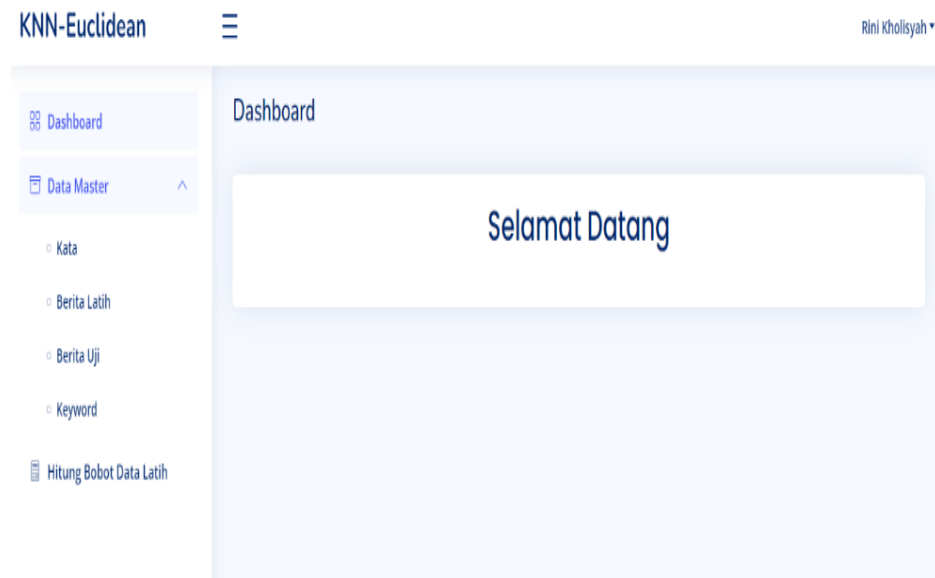 KNN-Euclidean
Rini Kholisyah
Dashboard
Data Master
Kata
Berita Latih
Berita Uji
Keyword
Hitung Bobot Data Latih
Dashboard
Selamat Datang